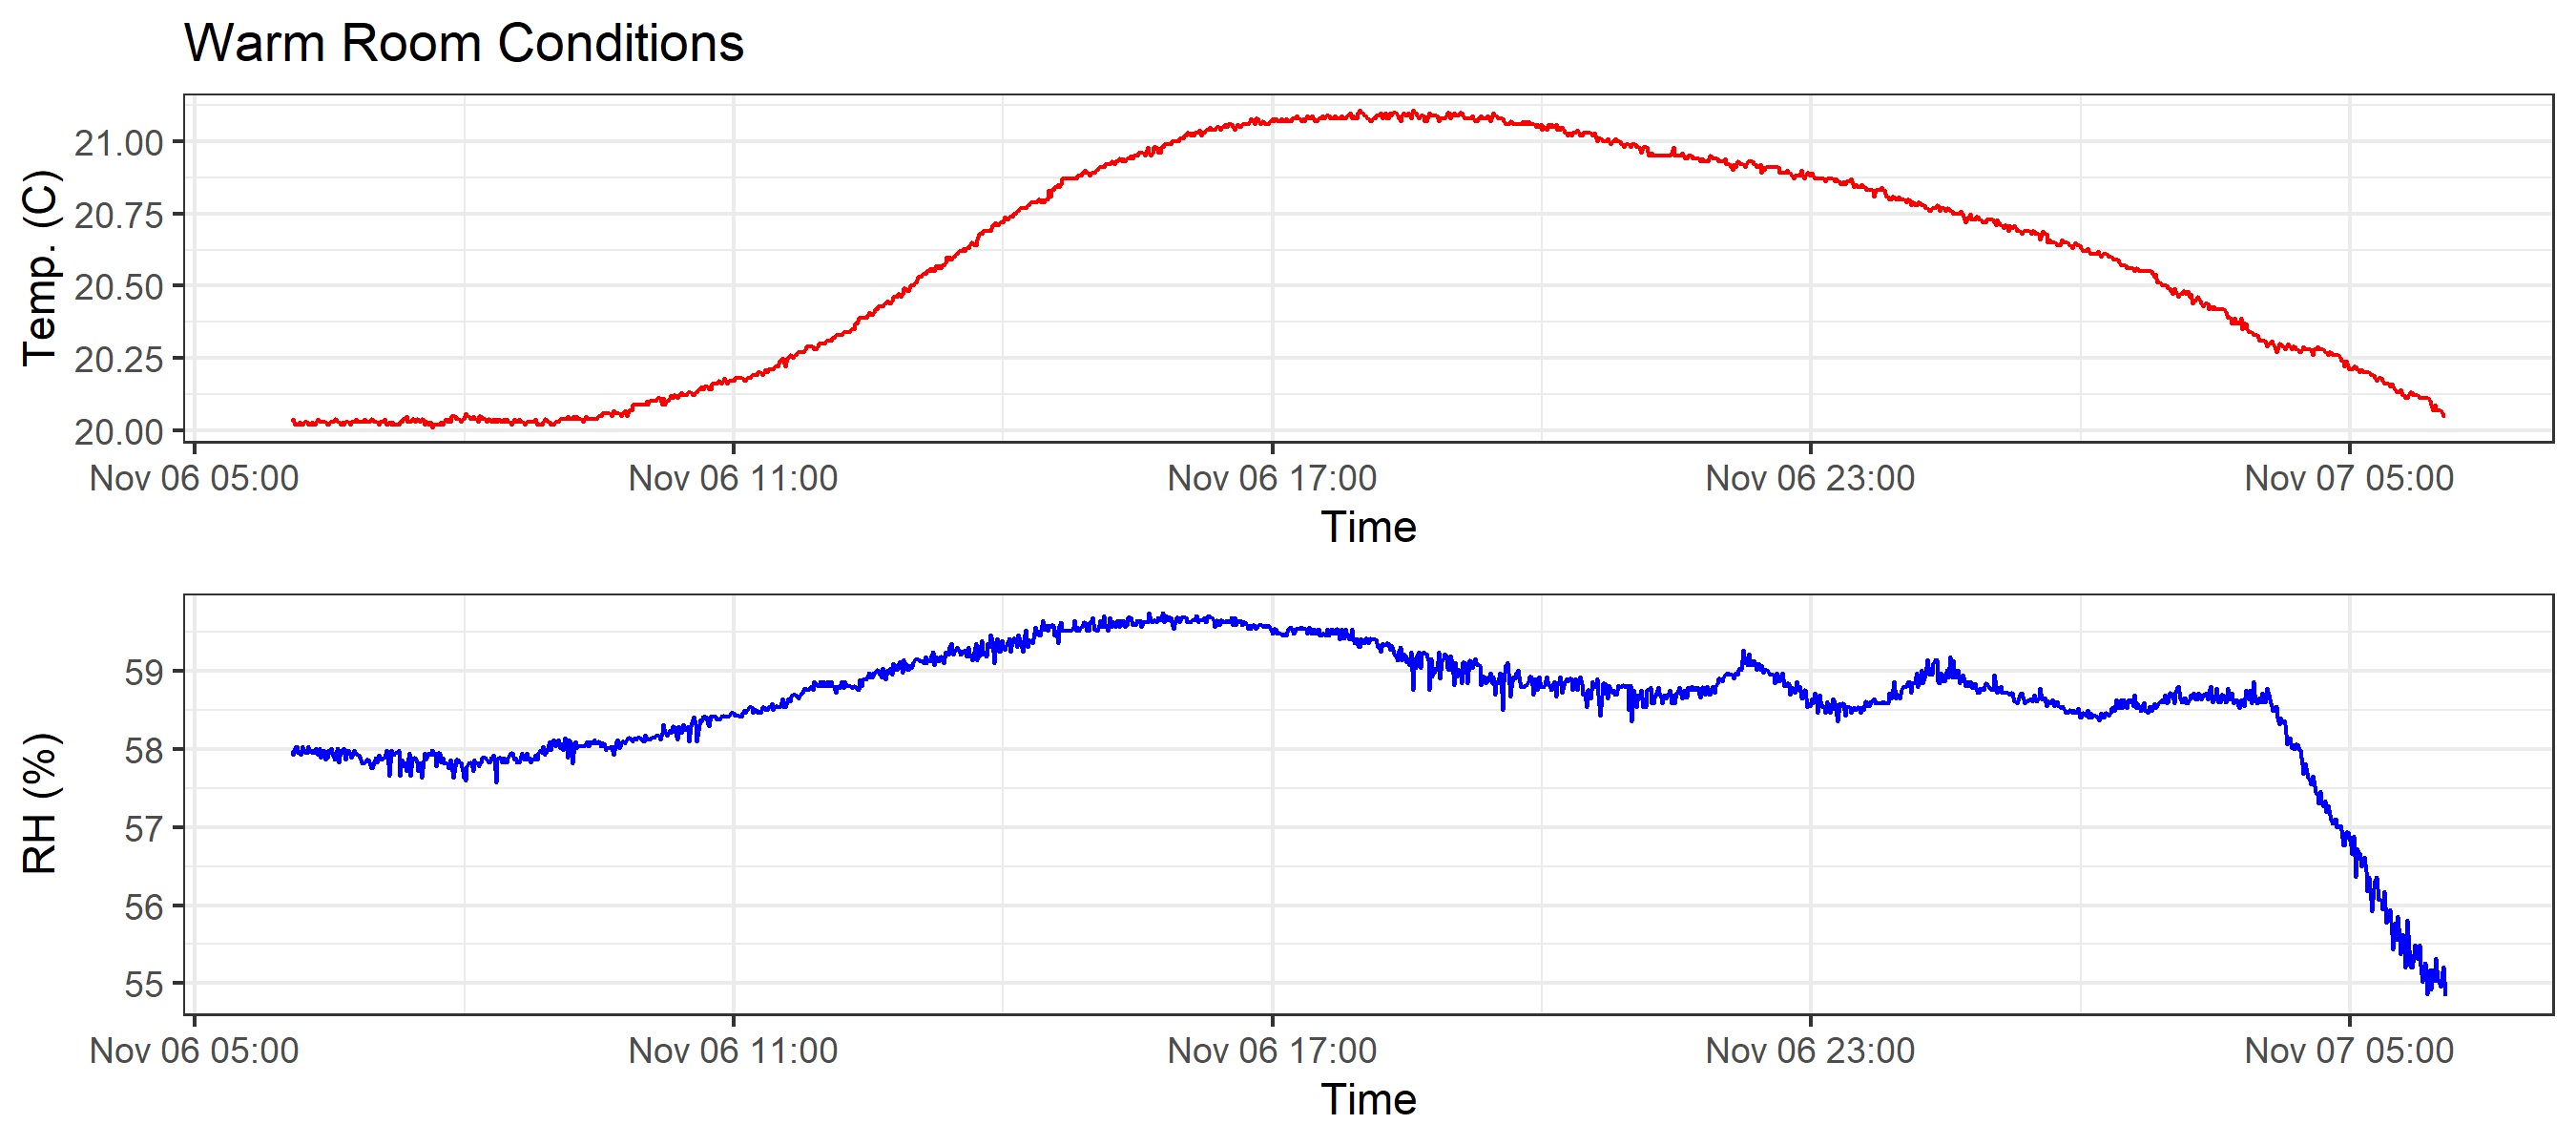 Warm Room Conditions
Temp. (C)
21.00
20.75
20.50
20.25
20.00
Nov 06 05:00 Nov 06 11:00 Nov 06 17:00 Nov 06 23:00 Nov 07 05:00
Time
RH (%)
59
58
57
56
55
Nov 06 05:00 Nov 06 11:00 Nov 06 17:00 Nov 06 23:00 Nov 07 05:00
Time